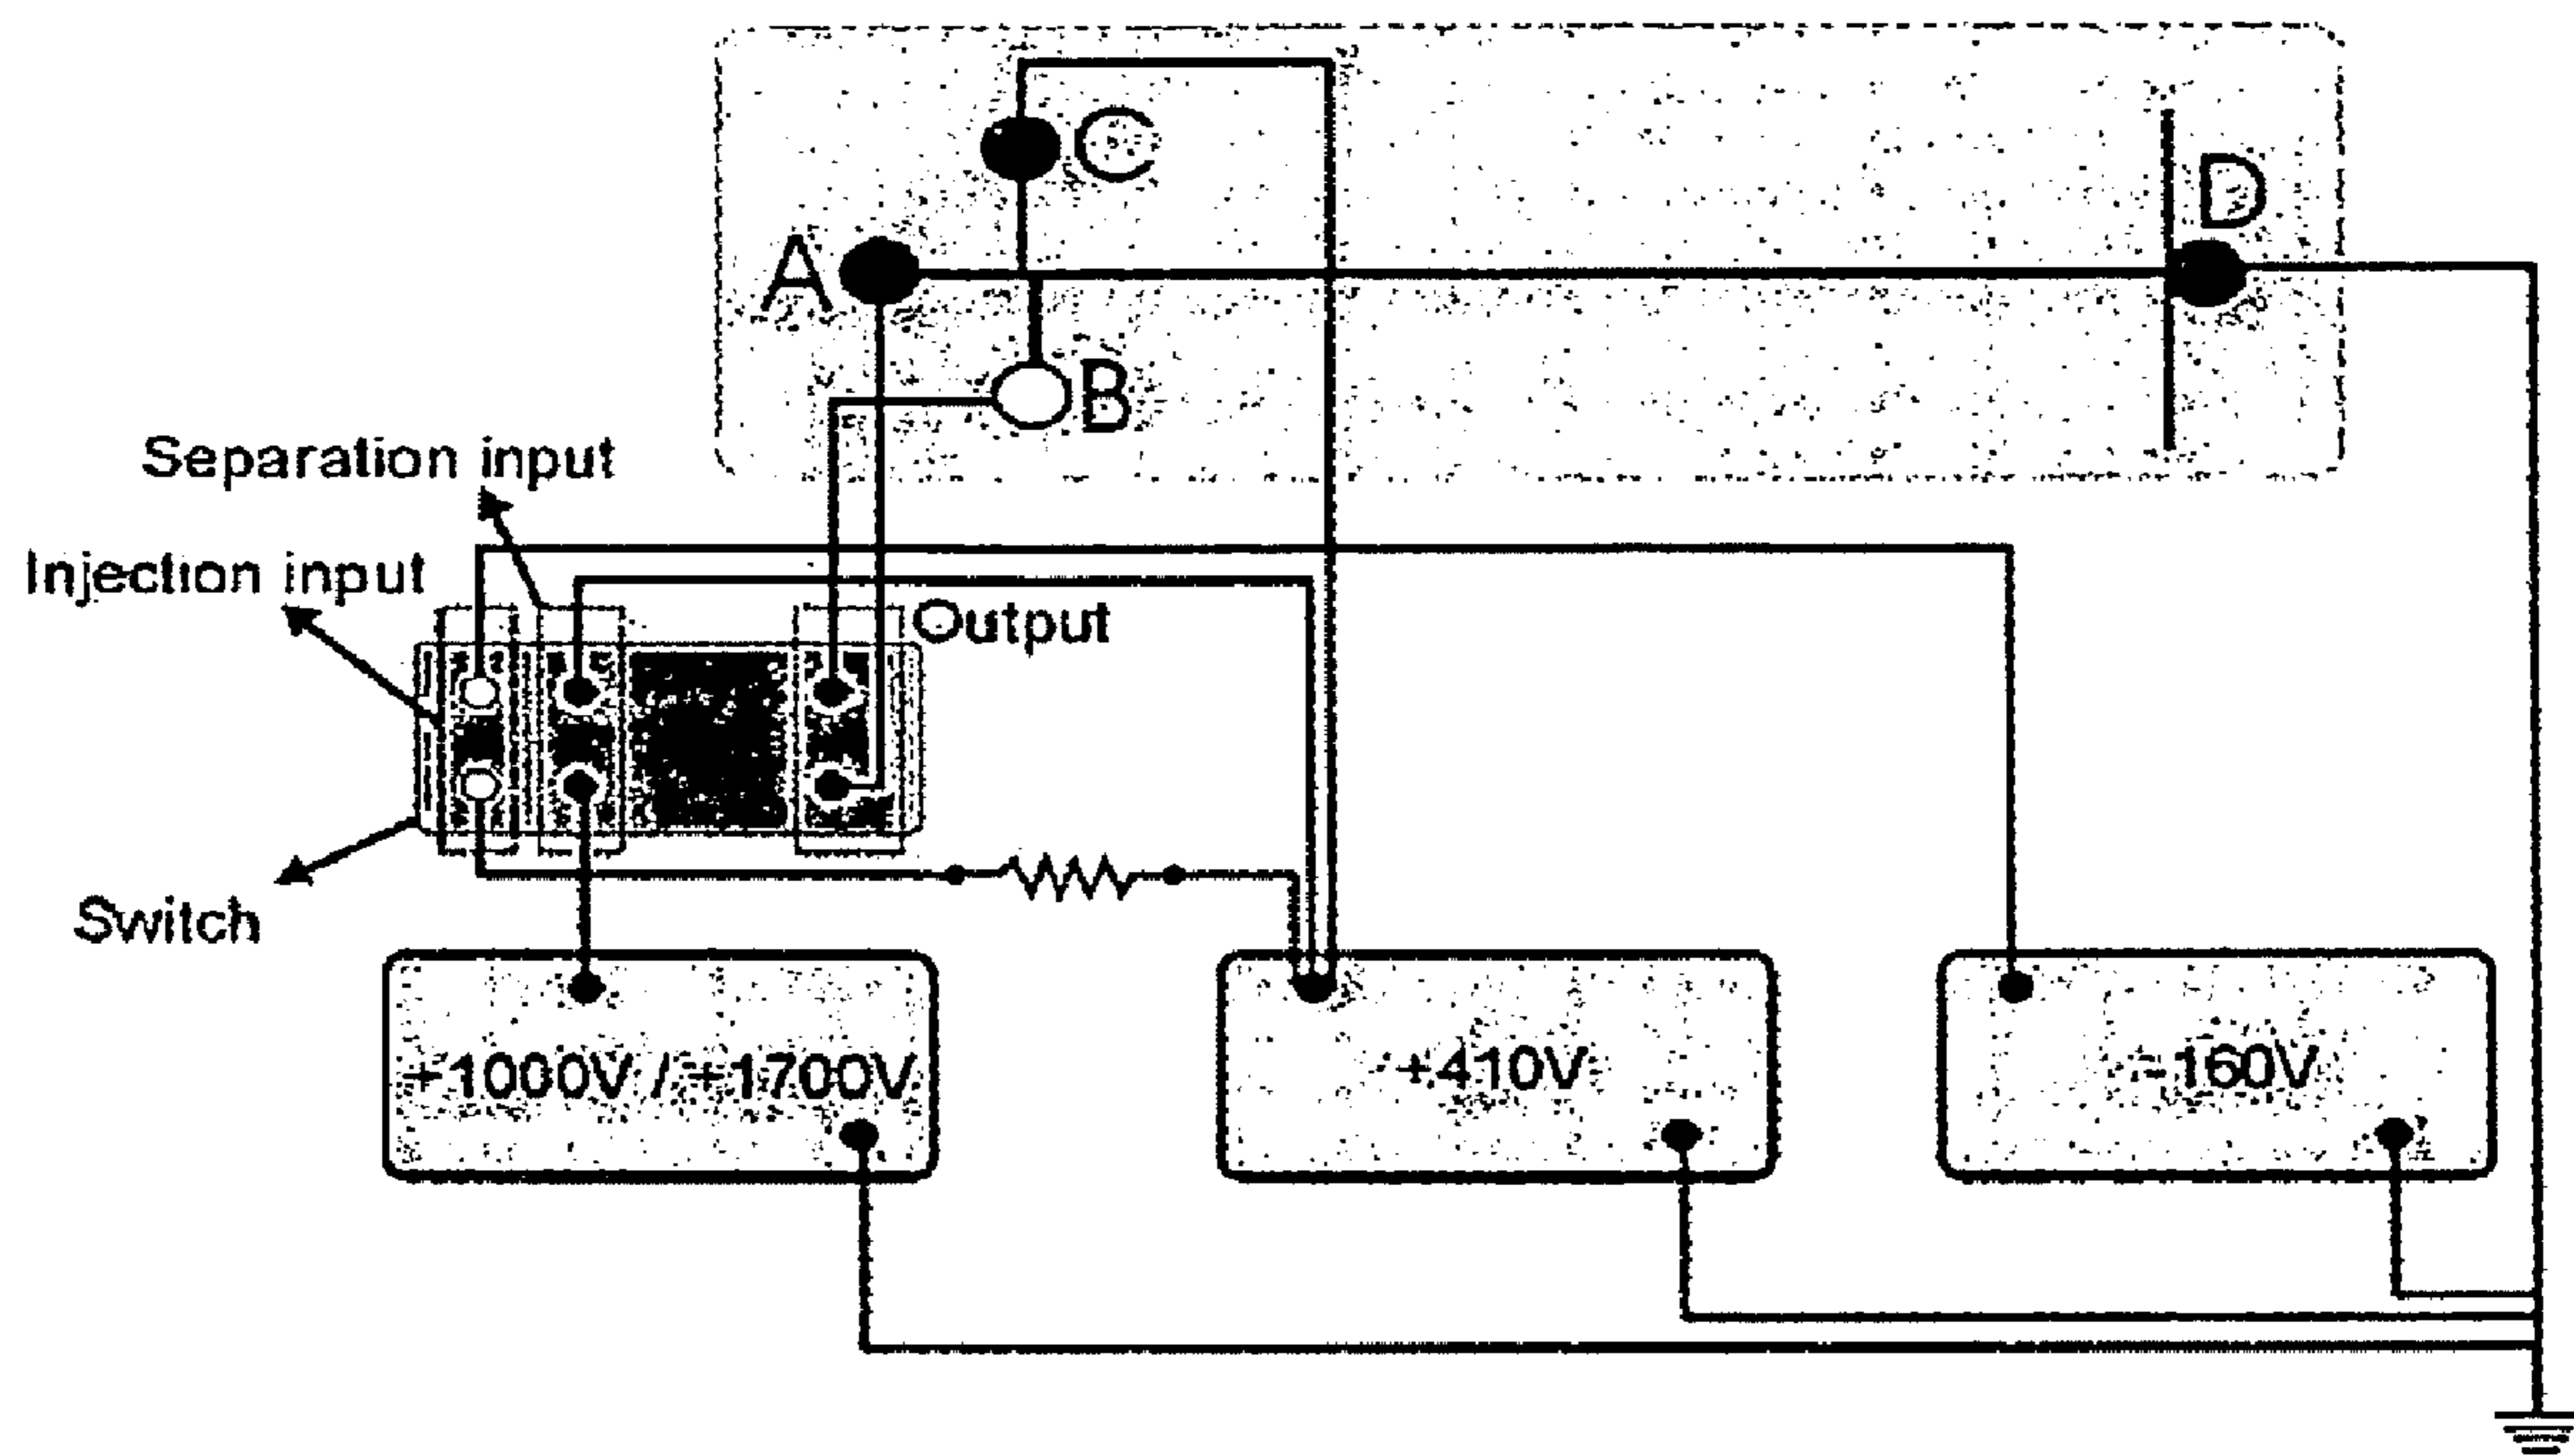 C
D
A
B
Separation input
Injection input
Output
Switch
+1000V / +1700V
+410V
-160V